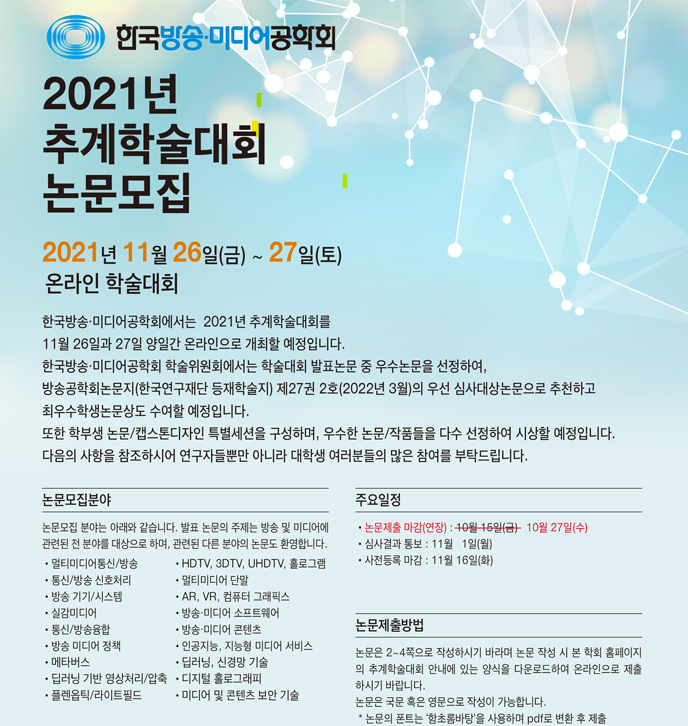 한국방송·미디어공학회
2021년
추계학술대회
논문모집
2021년 11월 26일(금) ~ 27일(토)
온라인 학술대회
한국방송·미디어공학회에서는 2021년 추계학술대회를
11월 26일과 27일 양일간 온라인으로 개최할 예정입니다.
한국방송·미디어공학회 학술위원회에서는 학술대회 발표논문 중 우수논문을 선정하여,
방송공학회논문지(한국연구재단 등재학술지) 제27권 2호(2022년 3월)의 우선 심사대상논문으로 추천하고
최우수학생논문상도 수여할 예정입니다.
또한 학부생 논문/캡스톤디자인 특별세션을 구성하며, 우수한 논문/작품들을 다수 선정하여 시상할 예정입니다.
다음의 사항을 참조하시어 연구자들뿐만 아니라 대학생 여러분들의 많은 참여를 부탁드립니다.
논문모집분야
논문모집 분야는 아래와 같습니다. 발표 논문의 주제는 방송 및 미디어에
관련된 전 분야를 대상으로 하며, 관련된 다른 분야의 논문도 환영합니다.
• 멀티미디어통신/방송
• 통신/방송 신호처리
• 방송 기기/시스템
• 실감미디어
• 통신/방송융합
• 방송 미디어 정책
• 메타버스
• 딥러닝 기반 영상처리/압축
• 플렌옵틱/라이트필드
• HDTV, 3DTV, UHDTV, 홀로그램
• 멀티미디어 단말
• AR, VR, 컴퓨터 그래픽스
• 방송·미디어 소프트웨어
• 방송·미디어 콘텐츠
• 인공지능, 지능형 미디어 서비스
• 딥러닝, 신경망 기술
• 디지털 홀로그래피
• 미디어 및 콘텐츠 보안 기술
주요일정
• 논문제출 마감(연장) : 10월 15일(금) 10월 27일(수)
• 심사결과 통보 : 11월 1일(월)
• 사전등록 마감 : 11월 16일(화)
논문제출방법
논문은 2~4쪽으로 작성하시기 바라며 논문 작성 시 본 학회 홈페이지
의 추계학술대회 안내에 있는 양식을 다운로드하여 온라인으로 제출
하시기 바랍니다.
논문은 국문 혹은 영문으로 작성이 가능합니다.
* 논문의 폰트는 '함초롬바탕'을 사용하며 pdf로 변환 후 제출